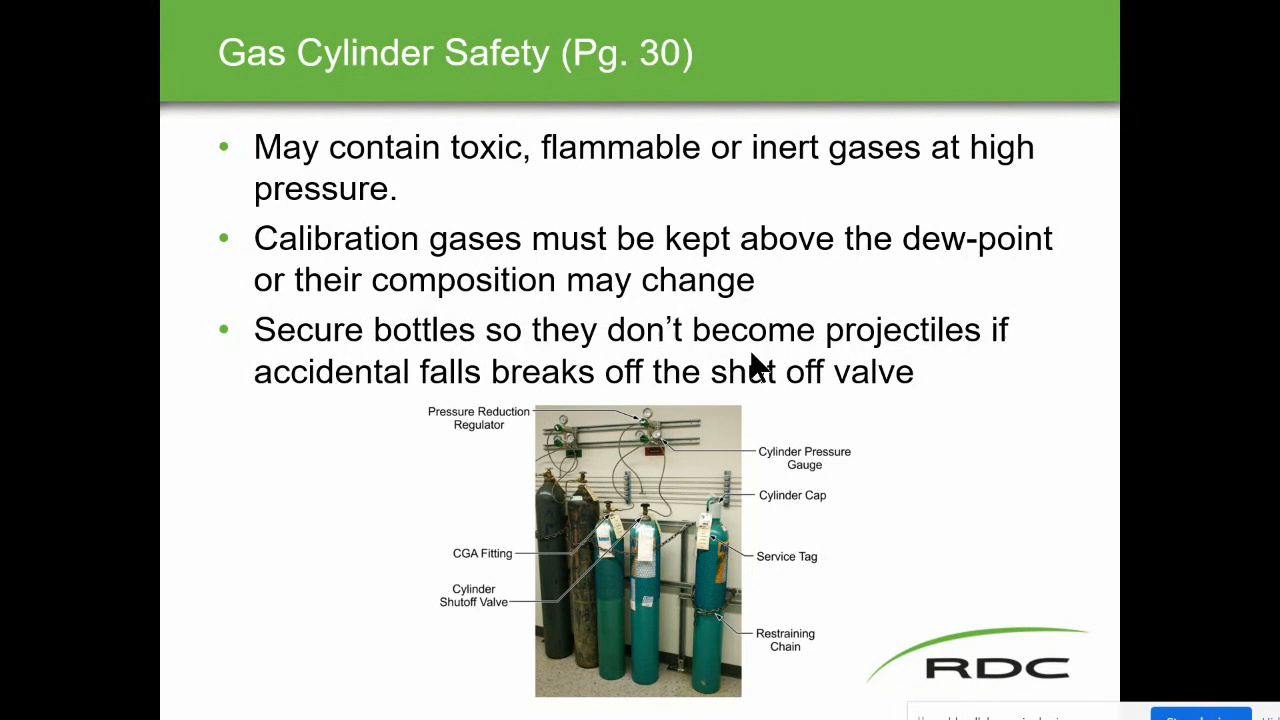 Gas Cylinder Safety (Pg. 30)
• May contain toxic, flammable or inert gases at high
pressure.
• Calibration gases must be kept above the dew-point
or their composition may change
• Secure bottles so they don’t become projectiles if
accidental falls breaks off the shut off valve
Pressure Reduction
Regulator
Cylinder Pressure
Gauge
Cylinder Cap
CGA Fitting
Service Tag
Cylinder
Shutoff Valve
Restraining
Chain
RDC